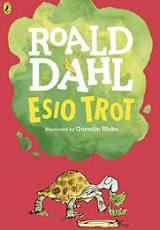 ROALD
DAHL
ESIO TROT
Illustrated by Quentin Blake